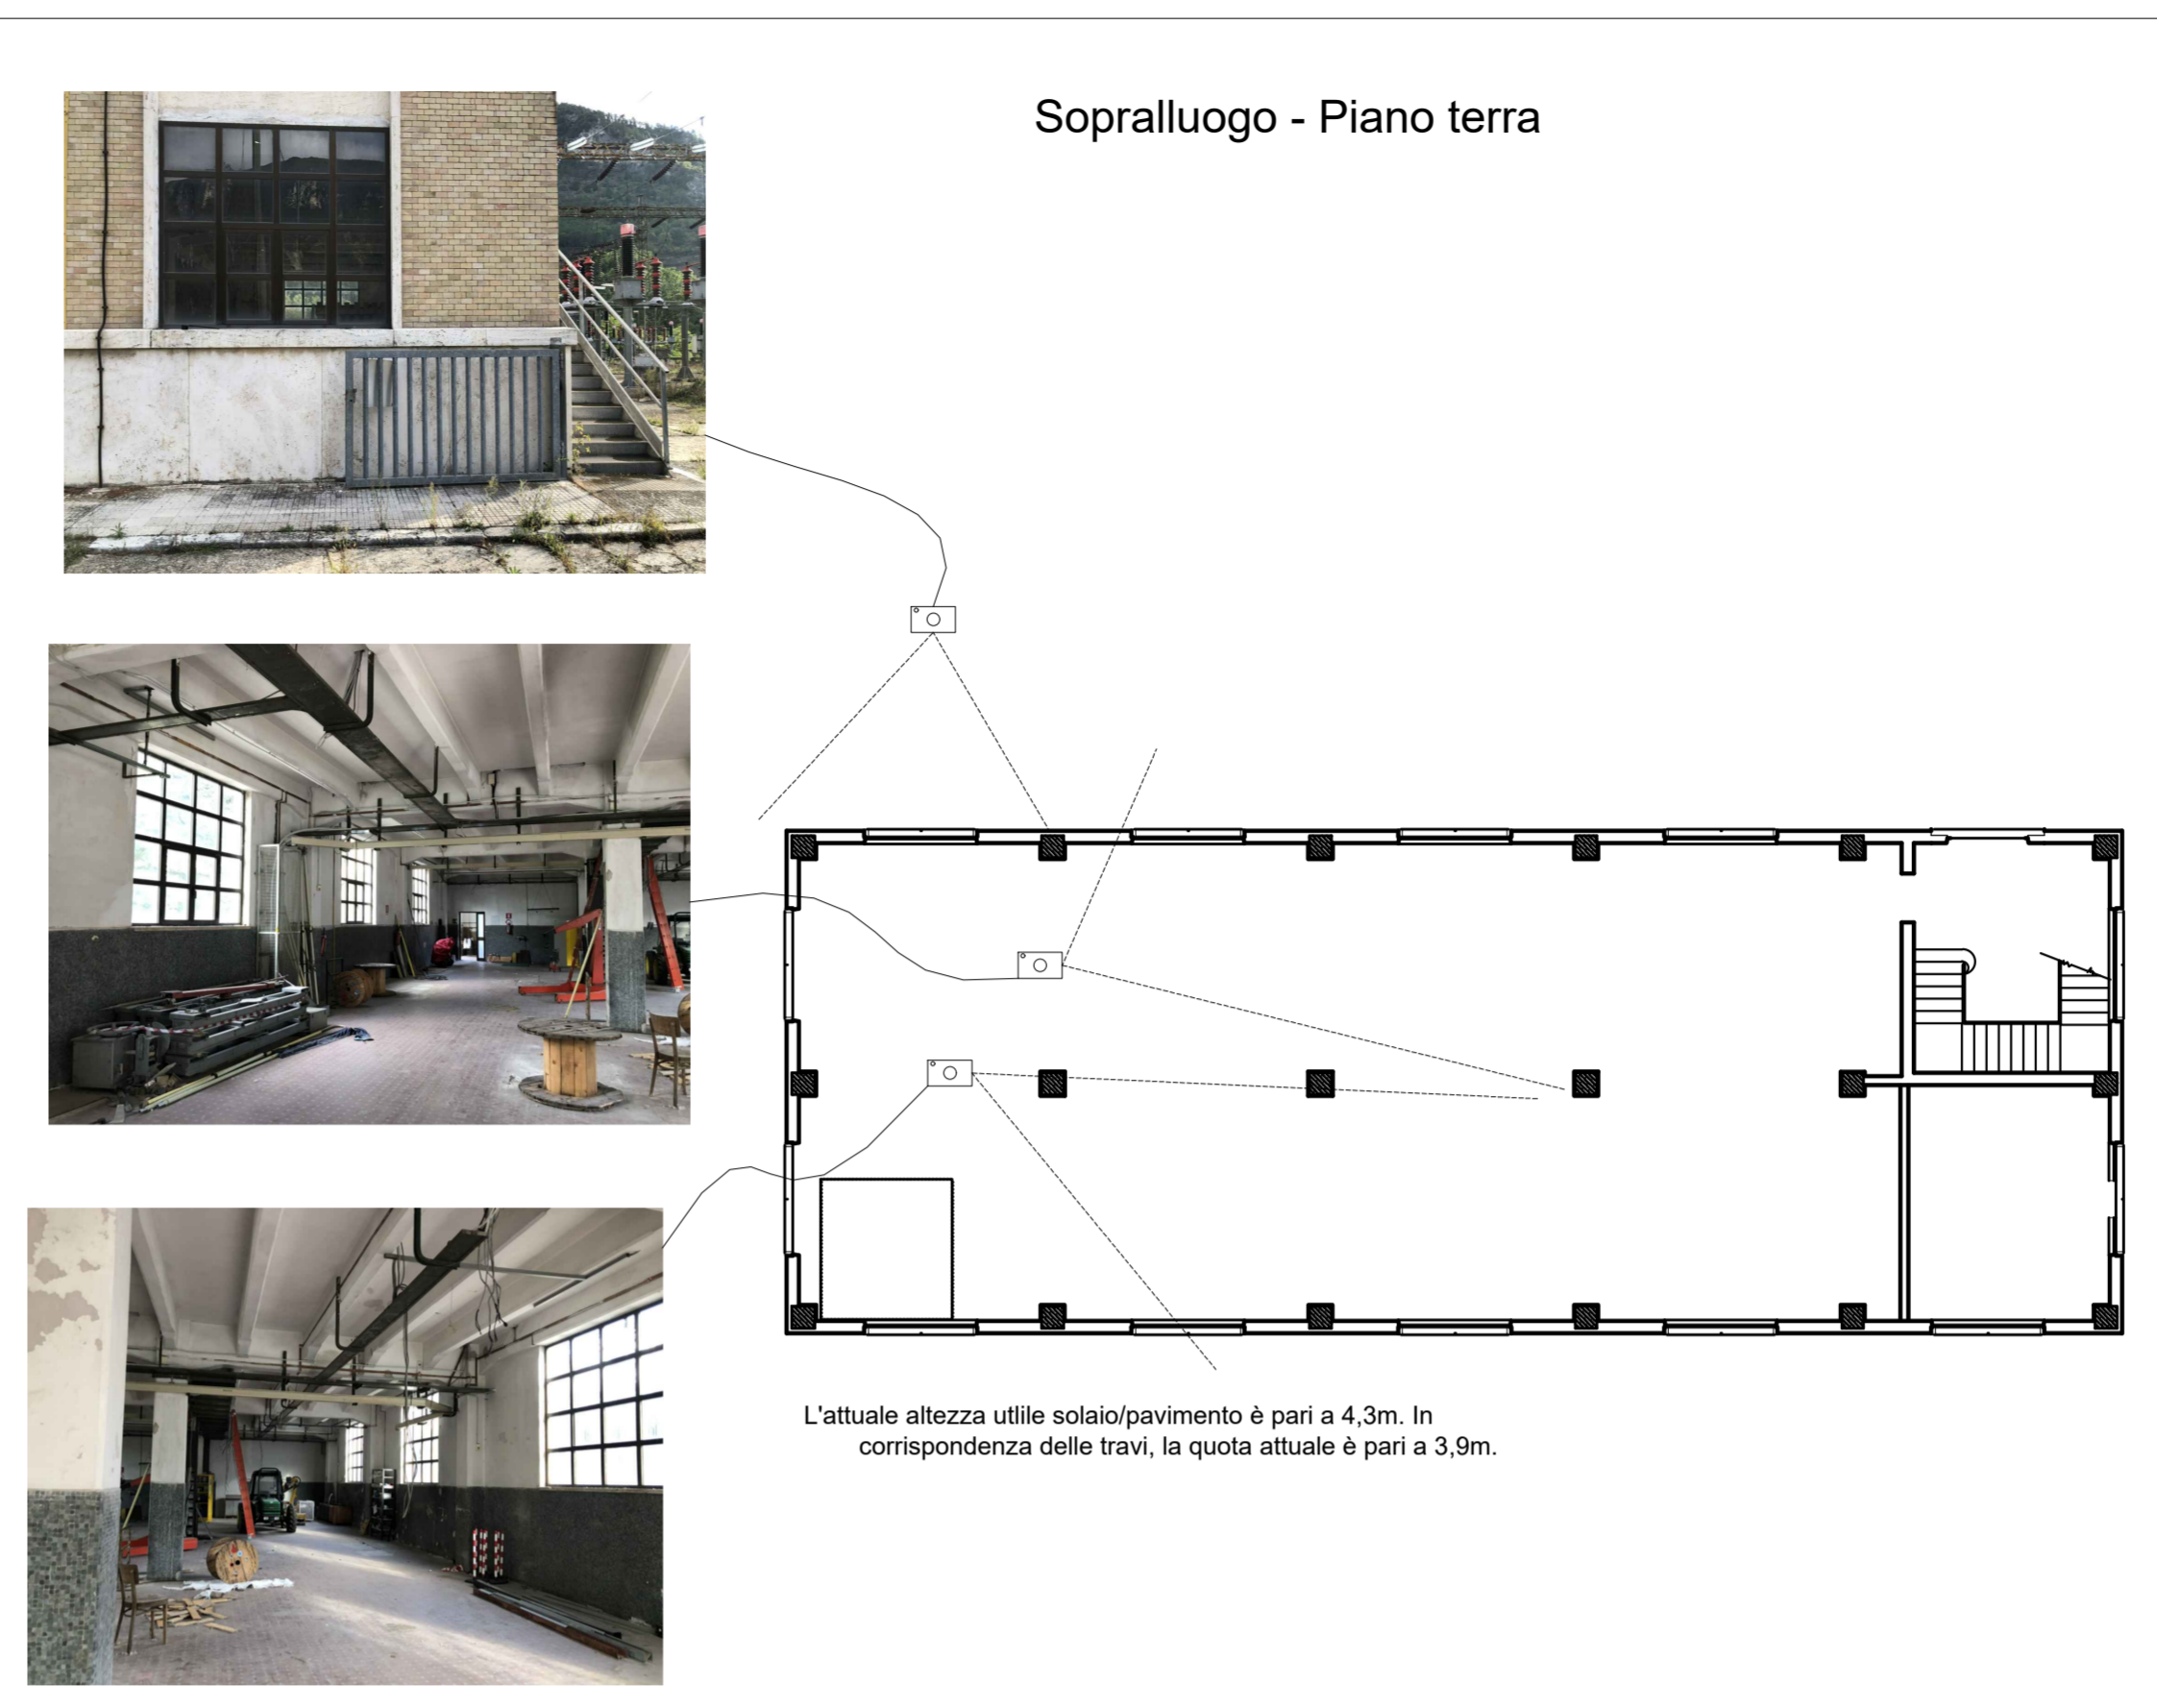 Sopralluogo - Piano terra
L'attuale altezza utlile solaio/pavimento è pari a 4,3m. In
corrispondenza delle travi, la quota attuale è pari a 3,9m.